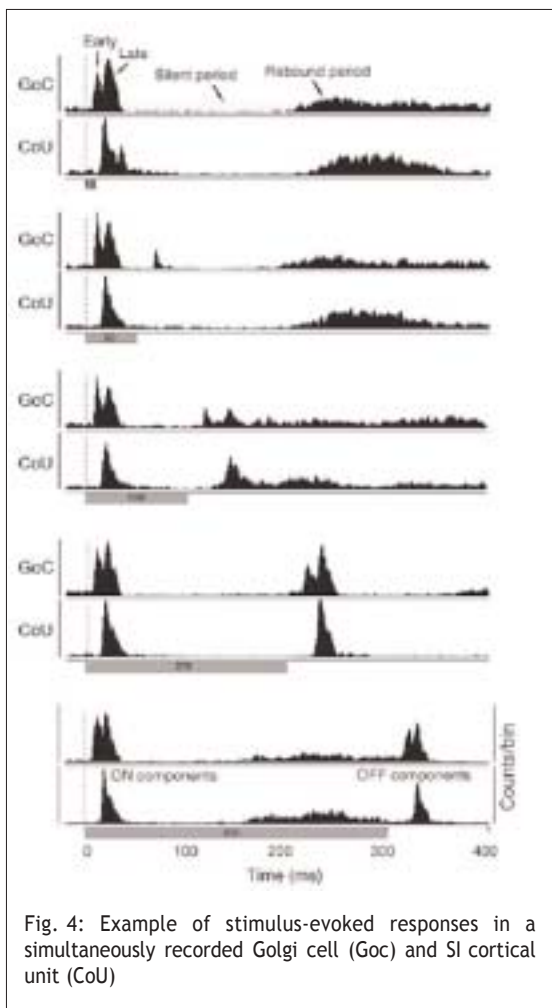 Early
Late
Silent period
Rebound period
GoC
CoU
GoC
CoU
GoC
CoU
GoC
CoU
ON components
OFF components
Counts/bin
0
100
200
300
400
Time (ms)
Fig. 4: Example of stimulus-evoked responses in a
simultaneously recorded Golgi cell (Goc) and SI cortical
unit (CoU)